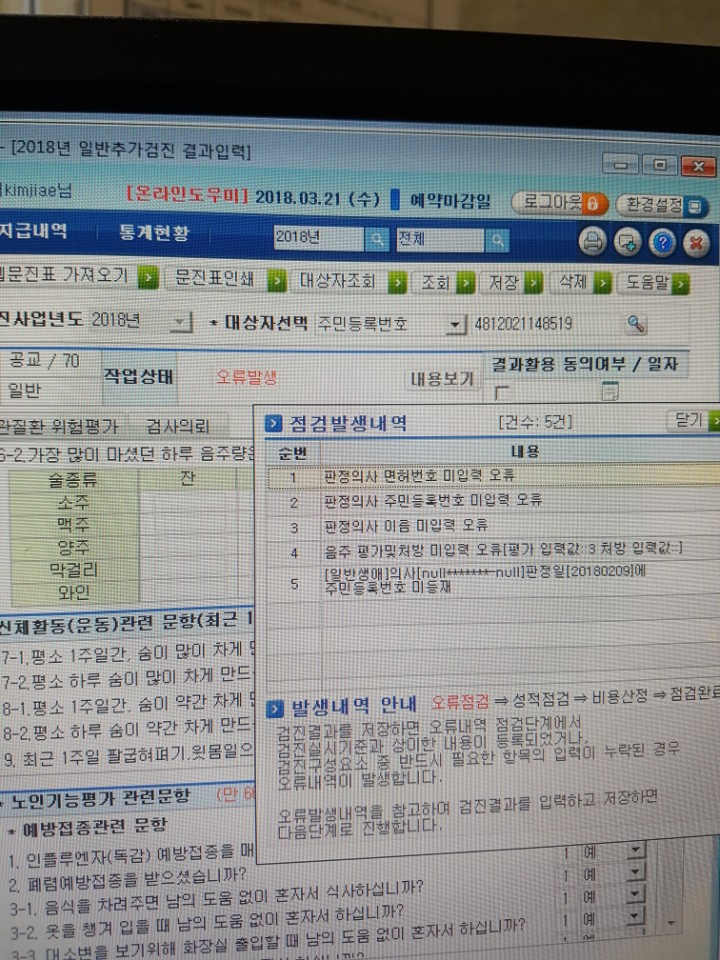 - [2018년 일반추가검진 결과입력]
kimjiae님 [온라인도우미] 2018.03.21 (수) 예약마감일 로그아웃 환경설정
지급내역 통계현황 2018년 전체
문진표 가져오기 문진표인쇄 대상자조회 조회 저장 삭제 도움말
진사업년도 2018년 * 대상자선택 주민등록번호 4812021148519
공교 / 70 작업상태 오류발생 내용보기 결과활용 동의여부 / 일자
일반
관질환 위험평가 검사의뢰
점검발생내역 [건수: 5건] 닫기
6-2.가장 많이 마셨던 하루 음주량은
술종류 잔
소주
맥주
양주
막걸리
와인
순번 내용
1 판정의사 면허번호 미입력 오류
2 판정의사 주민등록번호 미입력 오류
3 판정의사 이름 미입력 오류
4 음주 평가및처방 미입력 오류[평가 입력값::3 처방 입력값::]
5 [일반생애]의사[null*******null]판정일[20180209]에
주민등록번호 미등재
신체활동(운동)관련 문항(최근 1
7-1.평소 1주일간, 숨이 많이 차게 만
7-2.평소 하루 숨이 많이 차게 만드
8-1.평소 1주일간, 숨이 약간 차게 만
8-2.평소 하루 숨이 약간 차게 만드
9. 최근 1주일 팔굽혀펴기.윗몸일으
발생내역 안내 오류점검 ⇒ 성적점검 ⇒ 비용산정 ⇒ 점검완료
검진결과를 저장하면 오류내역 점검단계에서
검진실시기준과 상이한 내용이 등록되었거나,
검진구성요소 중 반드시 필요한 항목의 입력이 누락된 경우
오류내역이 발생합니다.
오류발생내역을 참고하여 검진결과를 입력하고 저장하면
다음단계로 진행합니다.
* 노인기능평가 관련문항 (만 6
* 예방접종관련 문항
1. 인플루엔자(독감) 예방접종을 매 1 예
2. 폐렴예방접종을 받으셨습니까? 1 예
3-1. 음식을 차려주면 남의 도움 없이 혼자서 식사하십니까? 1 예
3-2. 옷을 챙겨 입을 때 남의 도움 없이 혼자서 하십니까? 1 예
3-3. 대소변을 보기위해 화장실 출입할 때 남의 도움 없이 혼자서 하십니까?